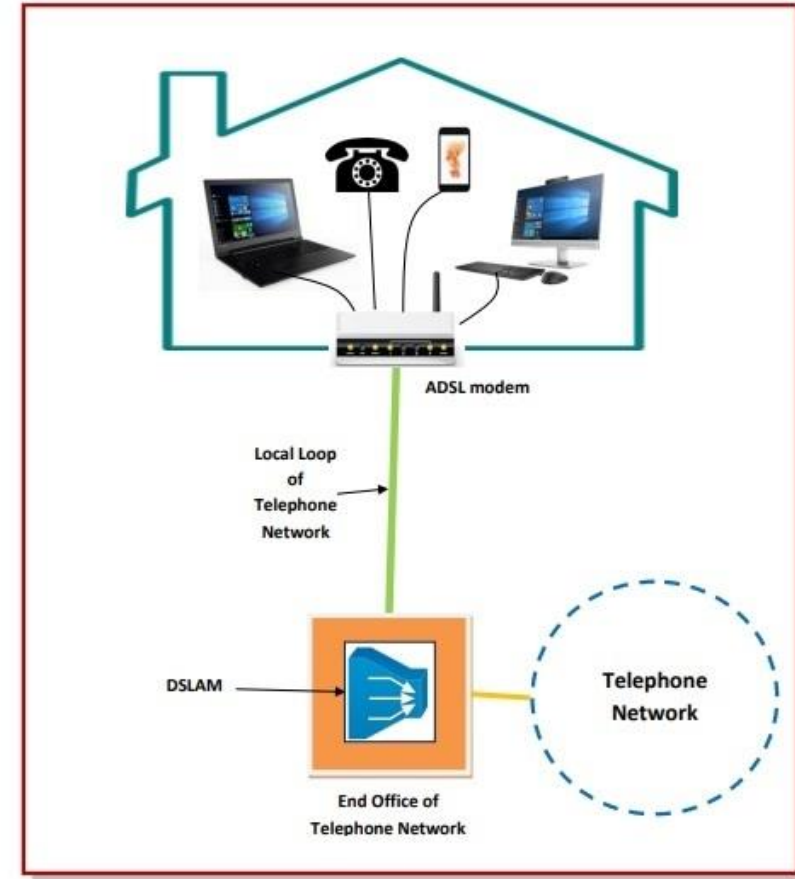 ADSL modem
Local Loop
of
Telephone
Network
DSLAM
Telephone
Network
End Office of
Telephone Network